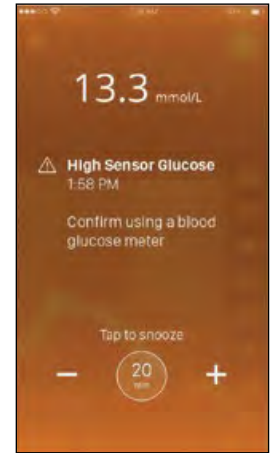 13.3 mmol/L
High Sensor Glucose
1:58 PM
Confirm using a blood
glucose meter
Tap to snooze
20
min